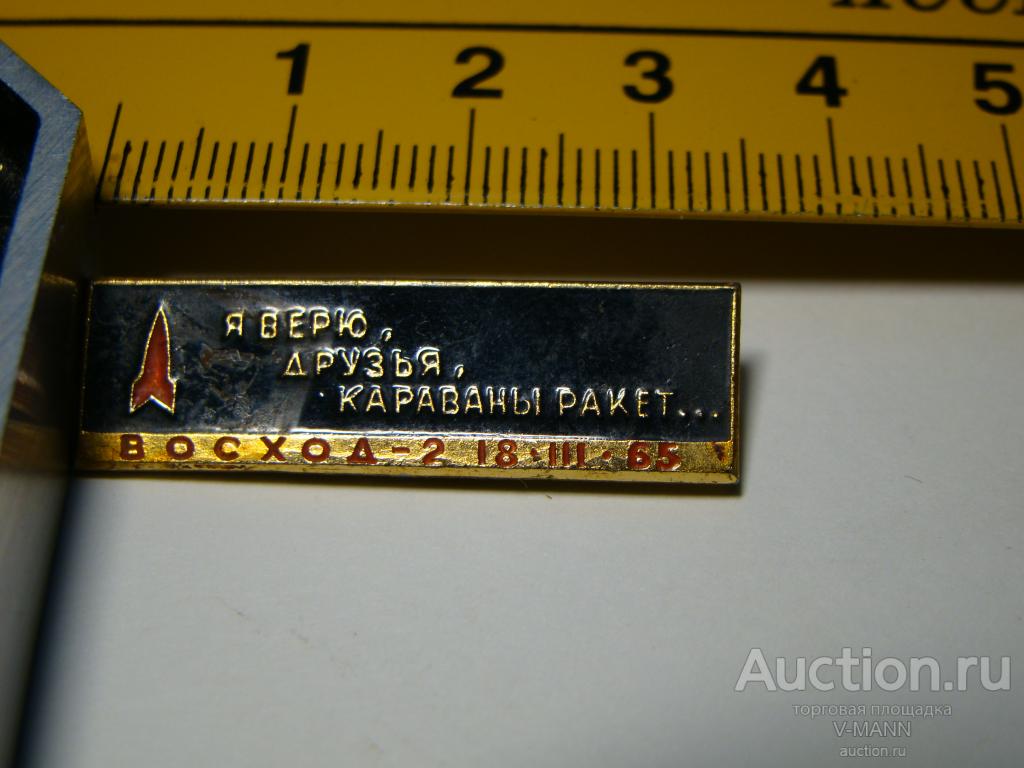 1 2 3 4 5
Я ВЕРЮ,
ДРУЗЬЯ,
КАРАВАНЫ РАКЕТ...
ВОСХОД-2 18·III·65
Auction.ru
торговая площадка
V-MANN
auction.ru